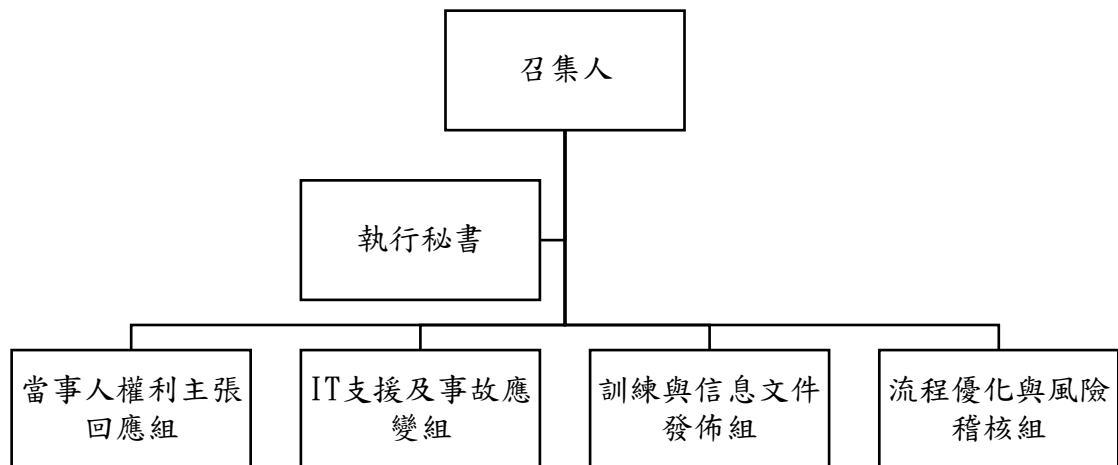 召集人
執行秘書
當事人權利主張
回應組
IT支援及事故應
變組
訓練與信息文件
發佈組
流程優化與風險
稽核組